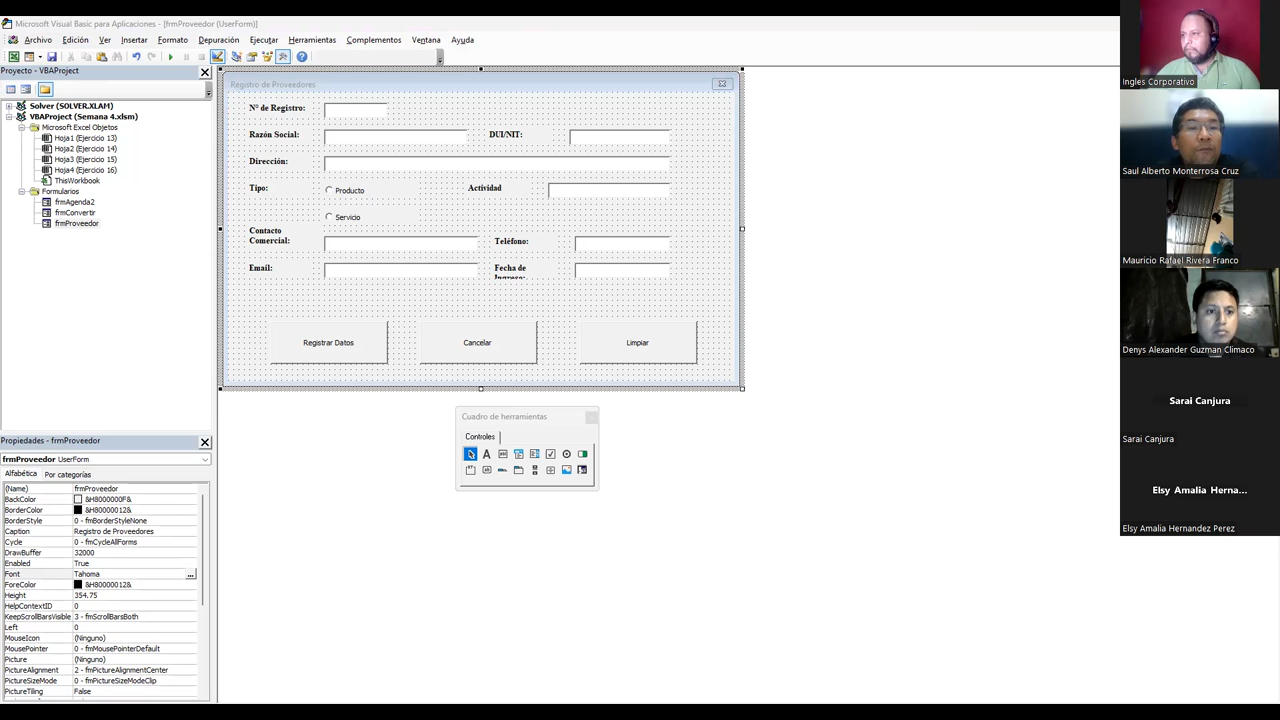 Microsoft Visual Basic para Aplicaciones - [frmProveedor (UserForm)]
Archivo Edición Ver Insertar Formato Depuración Ejecutar Herramientas Complementos Ventana Ayuda
Proyecto - VBAProject
Solver (SOLVER.XLAM)
VBAProject (Semana 4.xlsm)
Microsoft Excel Objetos
Hoja1 (Ejercicio 13)
Hoja2 (Ejercicio 14)
Hoja3 (Ejercicio 15)
Hoja4 (Ejercicio 16)
ThisWorkbook
Formularios
frmAgenda2
frmConvertir
frmProveedor
Propiedades - frmProveedor
frmProveedor UserForm
Alfabética Por categorías
(Name) frmProveedor
BackColor &H8000000F&
BorderColor &H80000012&
BorderStyle 0 - fmBorderStyleNone
Caption Registro de Proveedores
Cycle 0 - fmCycleAllForms
DrawBuffer 32000
Enabled True
Font Tahoma ...
ForeColor &H80000012&
Height 354.75
HelpContextID 0
KeepScrollBarsVisible 3 - fmScrollBarsBoth
Left 0
MouseIcon (Ninguno)
MousePointer 0 - fmMousePointerDefault
Picture (Ninguno)
PictureAlignment 2 - fmPictureAlignmentCenter
PictureSizeMode 0 - fmPictureSizeModeClip
PictureTiling False
Registro de Proveedores
N° de Registro:
Razón Social: DUI/NIT:
Dirección:
Tipo: Producto Actividad
Servicio
Contacto
Comercial: Teléfono:
Email: Fecha de
Ingreso:
Registrar Datos Cancelar Limpiar
Cuadro de herramientas
Controles
Ingles Corporativo
Saul Alberto Monterrosa Cruz
Mauricio Rafael Rivera Franco
Denys Alexander Guzman Climaco
Sarai Canjura
Sarai Canjura
Elsy Amalia Herna...
Elsy Amalia Hernandez Perez